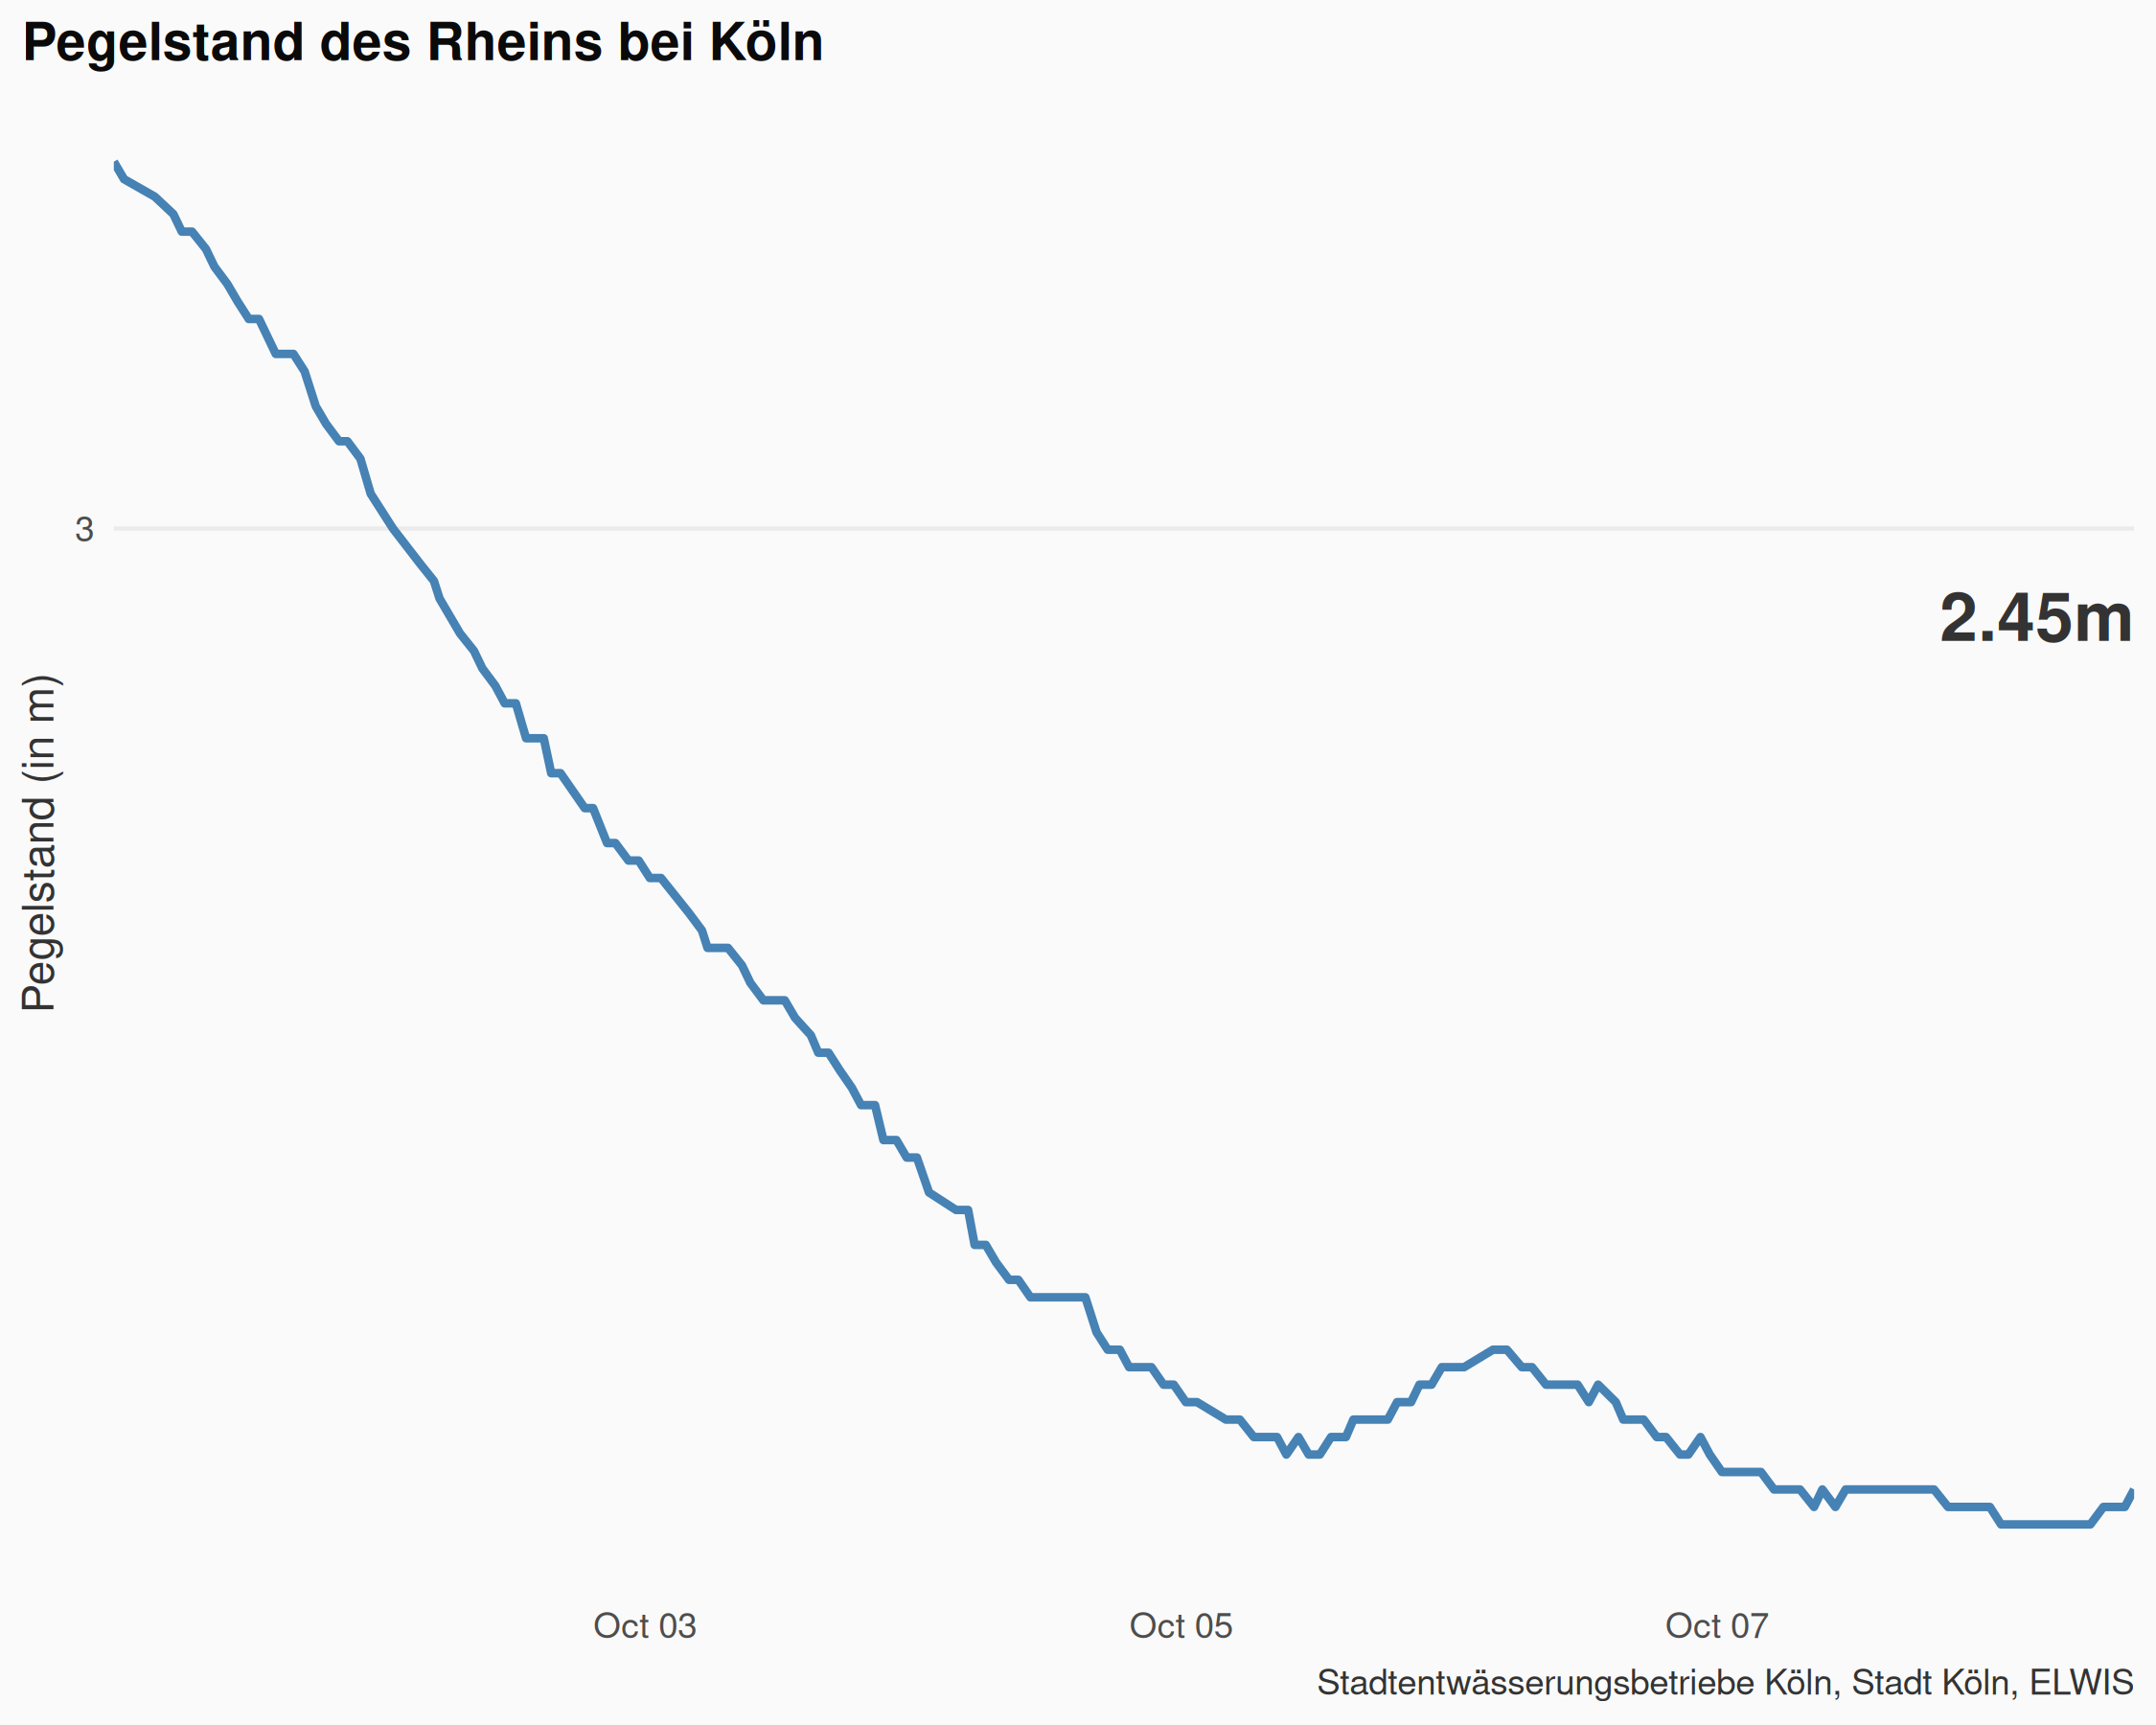 Pegelstand des Rheins bei Köln
3
2.45m
Pegelstand (in m)
Oct 03 Oct 05 Oct 07
Stadtentwässerungsbetriebe Köln, Stadt Köln, ELWIS